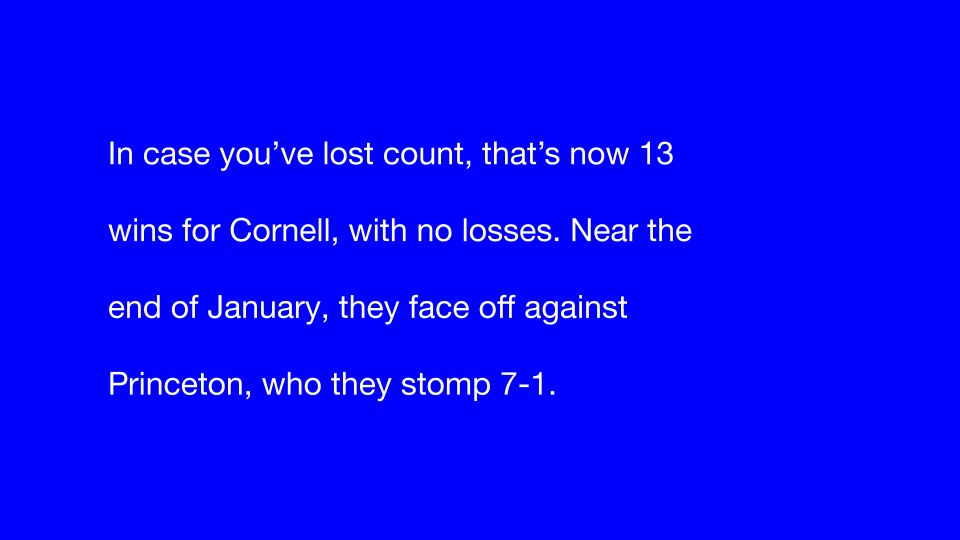 In case you’ve lost count, that’s now 13
wins for Cornell, with no losses. Near the
end of January, they face off against
Princeton, who they stomp 7-1.